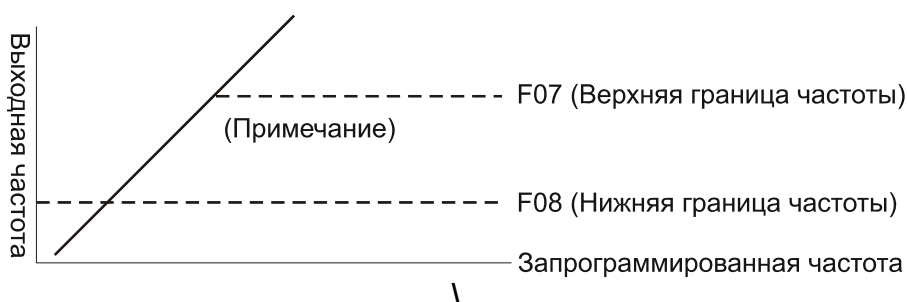 Выходная частота
F07 (Верхняя граница частоты)
(Примечание)
F08 (Нижняя граница частоты)
Запрограммированная частота
\